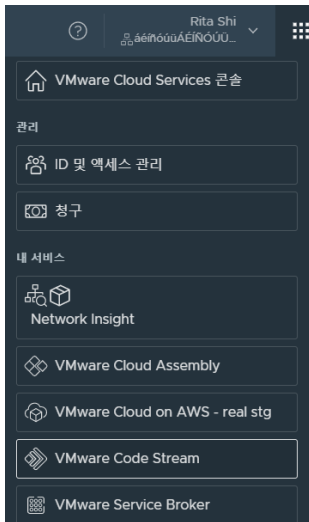 Rita Shi
áéíñóúüÁÉÍÑÓÚÜ...
VMware Cloud Services 콘솔
관리
ID 및 액세스 관리
청구
내 서비스
Network Insight
VMware Cloud Assembly
VMware Cloud on AWS - real stg
VMware Code Stream
VMware Service Broker